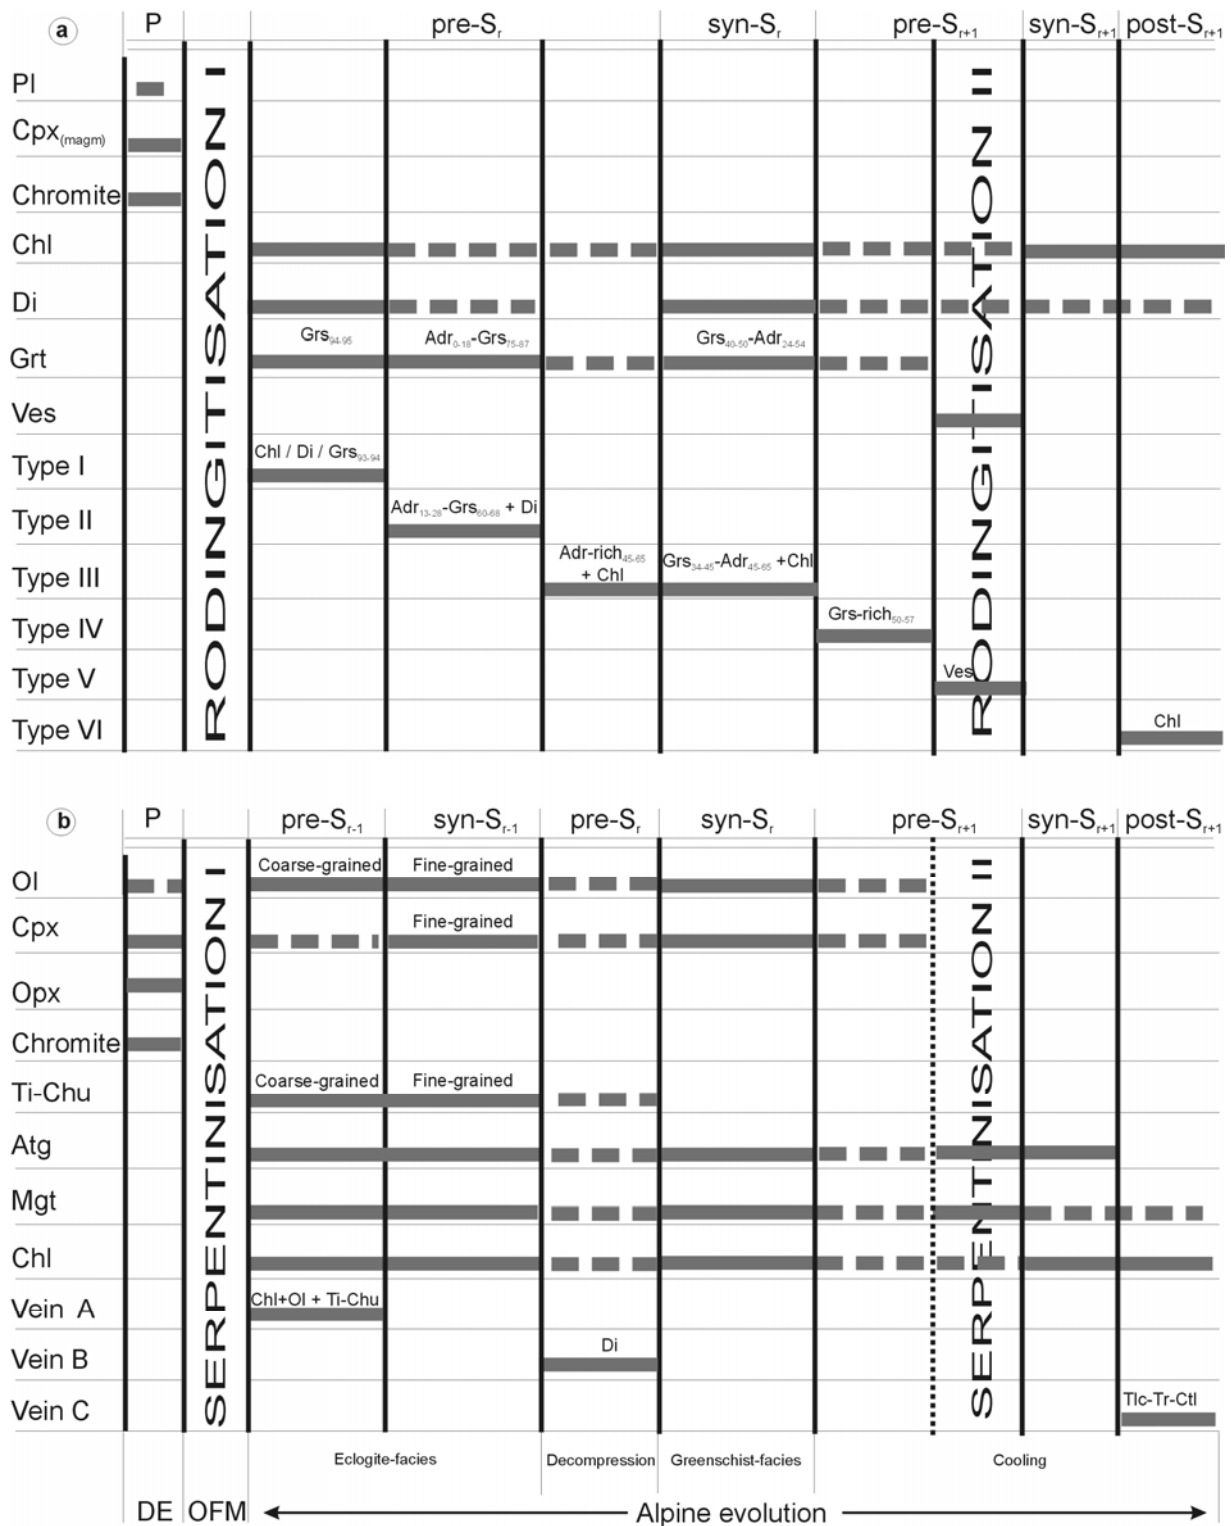 a P pre-Sr syn-Sr pre-Sr+1 syn-Sr+1 post-Sr+1
Pl
Cpx(magm)
Chromite
Chl
Di
Grt Grs94-95 Adr0-18-Grs75-87 Grs40-50-Adr24-54
Ves
Type I Chl / Di / Grs93-94
Type II Adr13-28-Grs60-68 + Di
Type III Adr-rich45-65 + Chl Grs34-45-Adr45-65 +Chl
Type IV Grs-rich50-57
Type V Ves
Type VI Chl
RODINGITISATION I
RODINGITISATION II
b P pre-Sr-1 syn-Sr-1 pre-Sr syn-Sr pre-Sr+1 syn-Sr+1 post-Sr+1
Ol Coarse-grained Fine-grained
Cpx Fine-grained
Opx
Chromite
Ti-Chu Coarse-grained Fine-grained
Atg
Mgt
Chl
Vein A Chl+Ol + Ti-Chu
Vein B Di
Vein C Tlc-Tr-Ctl
SERPENTINISATION I
SERPENTINISATION II
Eclogite-facies Decompression Greenschist-facies Cooling
DE OFM Alpine evolution